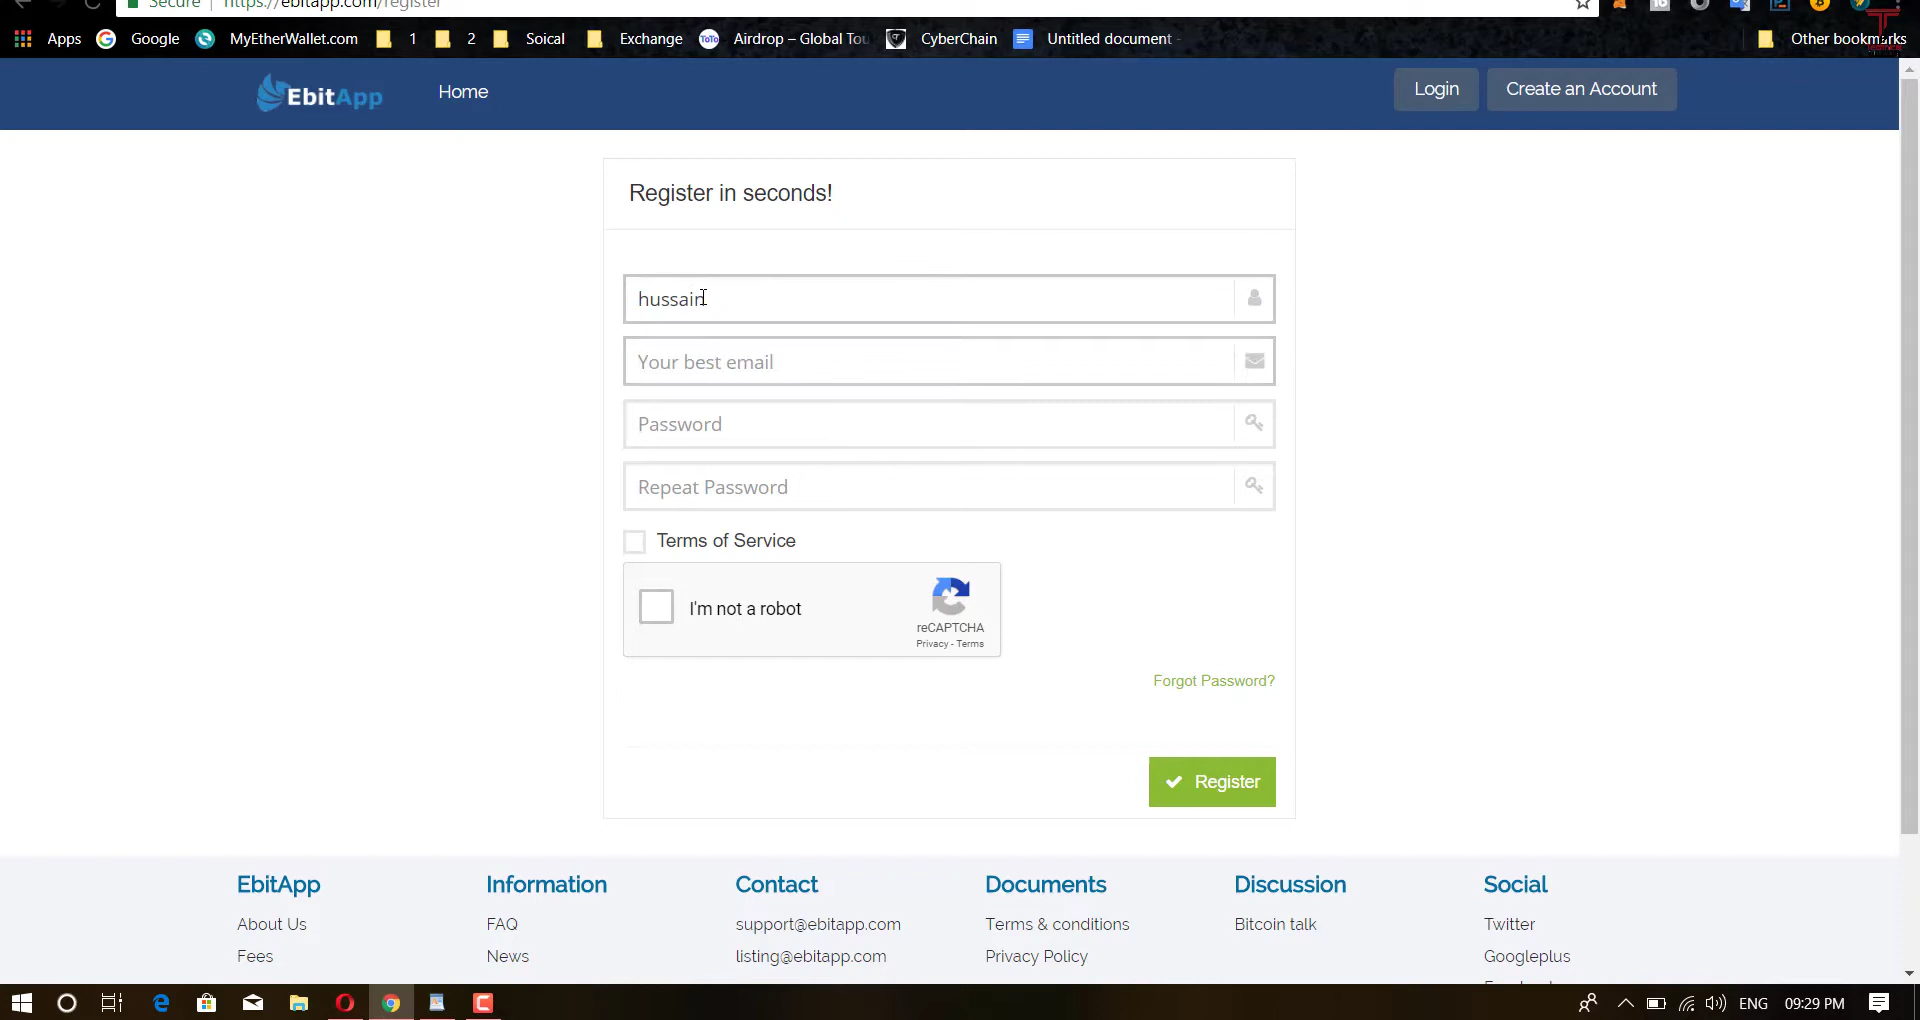 Secure | https://ebitapp.com/register
Apps Google MyEtherWallet.com 1 2 Soical Exchange Airdrop – Global Tou CyberChain Untitled document - Other bookmarks
EbitApp Home Login Create an Account
Register in seconds!
hussain
Your best email
Password
Repeat Password
Terms of Service
I'm not a robot
reCAPTCHA
Privacy - Terms
Forgot Password?
Register
EbitApp Information Contact Documents Discussion Social
About Us FAQ support@ebitapp.com Terms & conditions Bitcoin talk Twitter
Fees News listing@ebitapp.com Privacy Policy Googleplus
ENG 09:29 PM